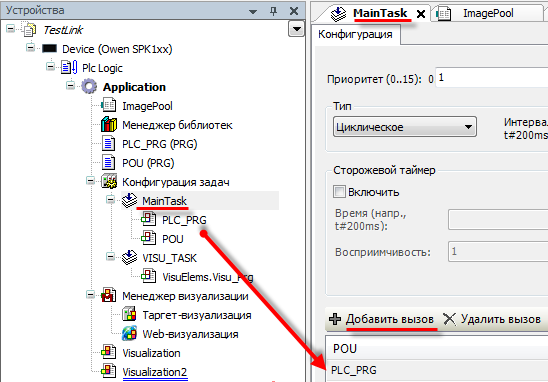 Устройства
TestLink
Device (Owen SPK1xx)
Plc Logic
Application
ImagePool
Менеджер библиотек
PLC_PRG (PRG)
POU (PRG)
Конфигурация задач
MainTask
PLC_PRG
POU
VISU_TASK
VisuElems.Visu_Prg
Менеджер визуализации
Таргет-визуализация
Web-визуализация
Visualization
Visualization2
MainTask
ImagePool
Конфигурация
Приоритет (0..15): 0 1
Тип
Циклическое
Интервал
t#200ms
Сторожевой таймер
Включить
Время (напр.,
t#200ms):
Восприимчивость: 1
Добавить вызов Удалить вызов
POU
PLC_PRG